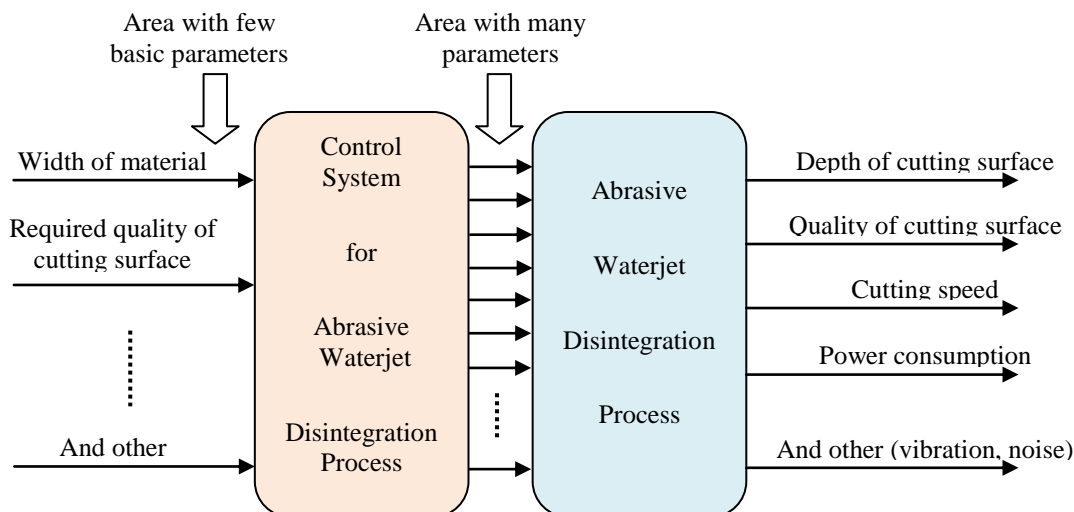 Area with few
basic parameters
Area with many
parameters
Width of material
Required quality of
cutting surface
And other
Control
System
for
Abrasive
Waterjet
Disintegration
Process
Abrasive
Waterjet
Disintegration
Process
Depth of cutting surface
Quality of cutting surface
Cutting speed
Power consumption
And other (vibration, noise)